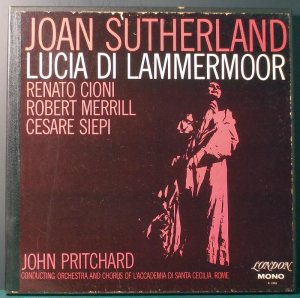 JOAN SUTHERLAND
LUCIA DI LAMMERMOOR
RENATO CIONI
ROBERT MERRILL
CESARE SIEPI
JOHN PRITCHARD
CONDUCTING ORCHESTRA AND CHORUS OF L'ACCADEMIA DI SANTA CECILIA, ROME
LONDON
MONO